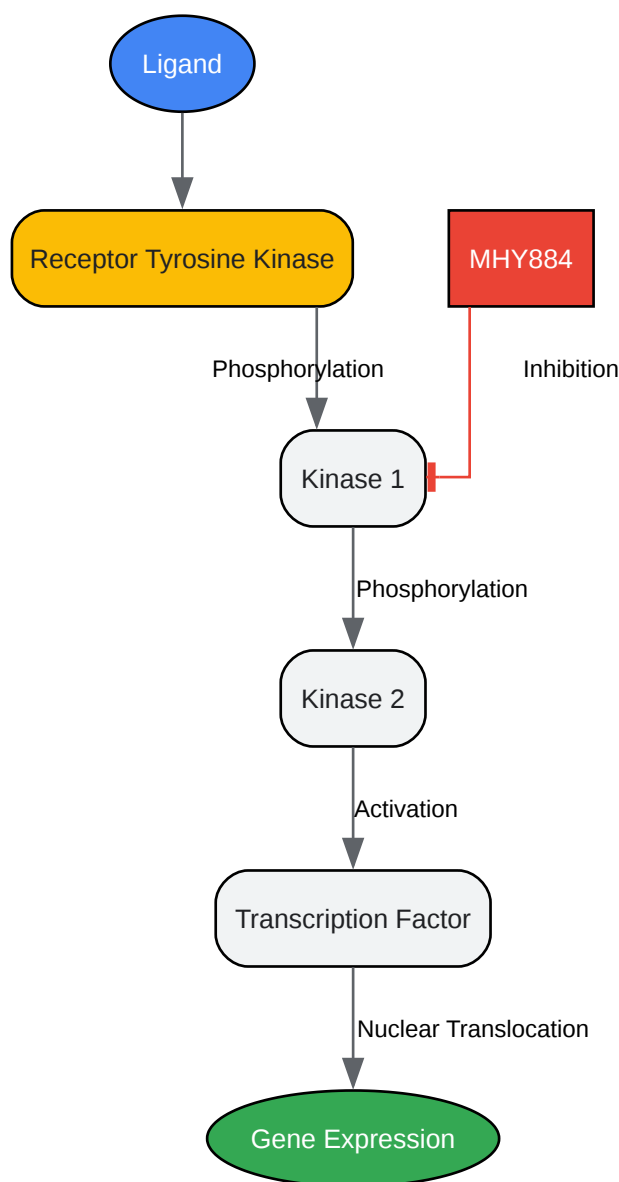 Ligand
Receptor Tyrosine Kinase
MHY884
Phosphorylation
Inhibition
Kinase 1
Phosphorylation
Kinase 2
Activation
Transcription Factor
Nuclear Translocation
Gene Expression